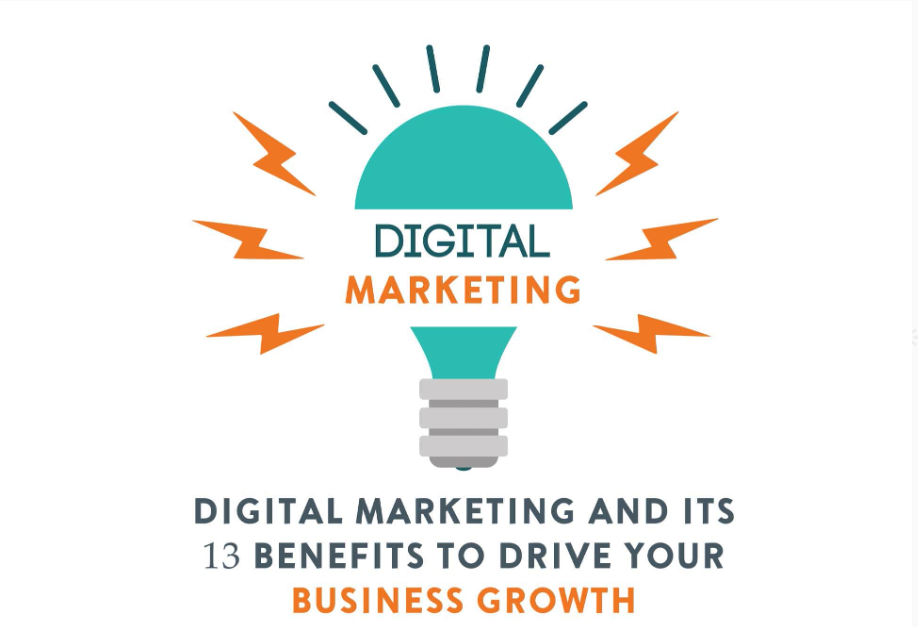 DIGITAL
MARKETING
DIGITAL MARKETING AND ITS
13 BENEFITS TO DRIVE YOUR
BUSINESS GROWTH